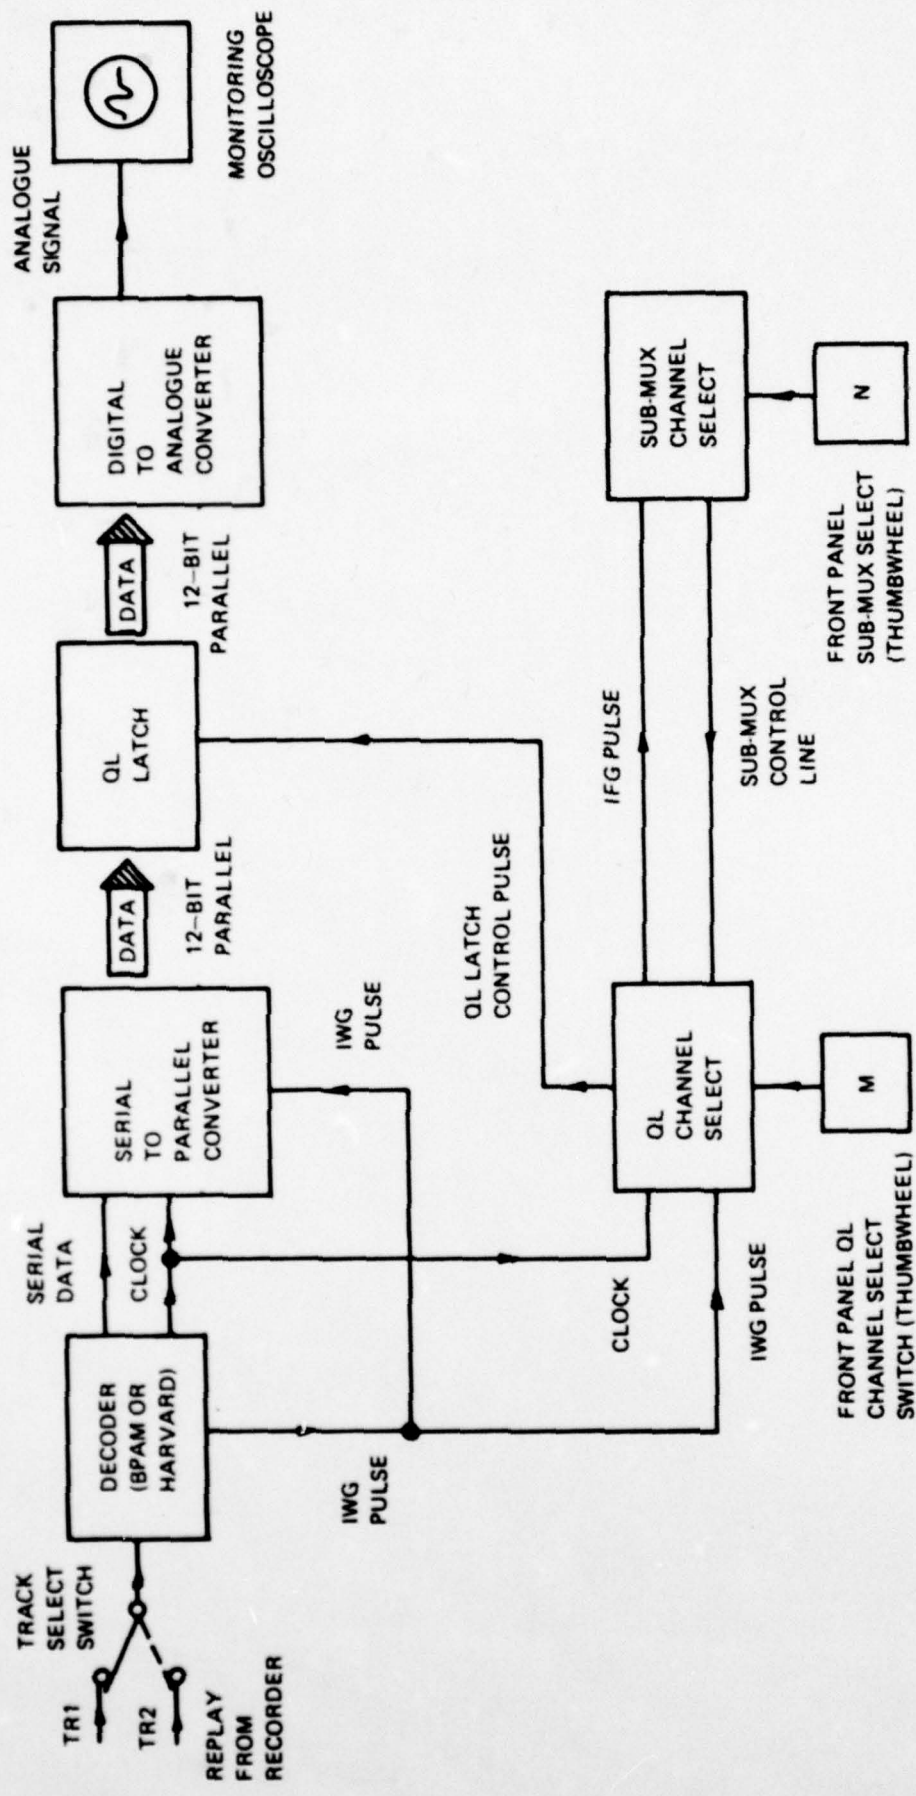 TR1
TR2
REPLAY
FROM
RECORDER
TRACK
SELECT
SWITCH
DECODER
(BPAM OR
HARVARD)
SERIAL
DATA
CLOCK
IWG
PULSE
SERIAL
TO
PARALLEL
CONVERTER
IWG
PULSE
DATA
12-BIT
PARALLEL
QL
LATCH
DATA
12-BIT
PARALLEL
DIGITAL
TO
ANALOGUE
CONVERTER
ANALOGUE
SIGNAL
MONITORING
OSCILLOSCOPE
CLOCK
IWG PULSE
QL LATCH
CONTROL PULSE
QL
CHANNEL
SELECT
M
FRONT PANEL QL
CHANNEL SELECT
SWITCH (THUMBWHEEL)
IFG PULSE
SUB-MUX
CONTROL
LINE
SUB-MUX
CHANNEL
SELECT
N
FRONT PANEL
SUB-MUX SELECT
(THUMBWHEEL)